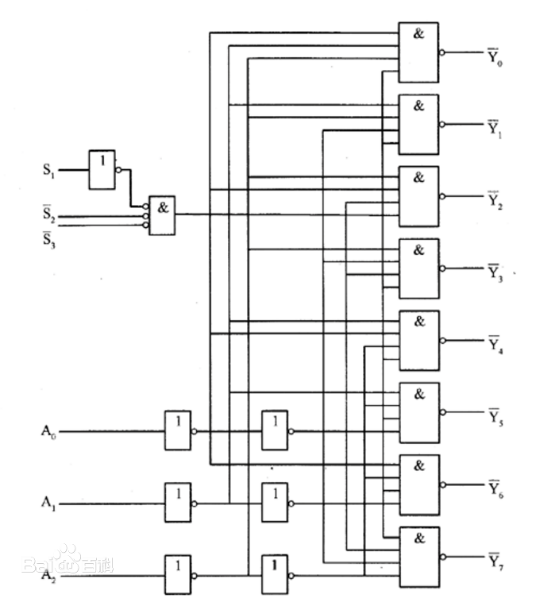 &
Y̅₀
&
Y̅₁
S₁
1
&
Y̅₂
S̅₂
&
S̅₃
&
Y̅₃
&
Y̅₄
&
Y̅₅
A₀
1
1
&
Y̅₆
A₁
1
1
&
Y̅₇
Bai百科
A₂
1
1